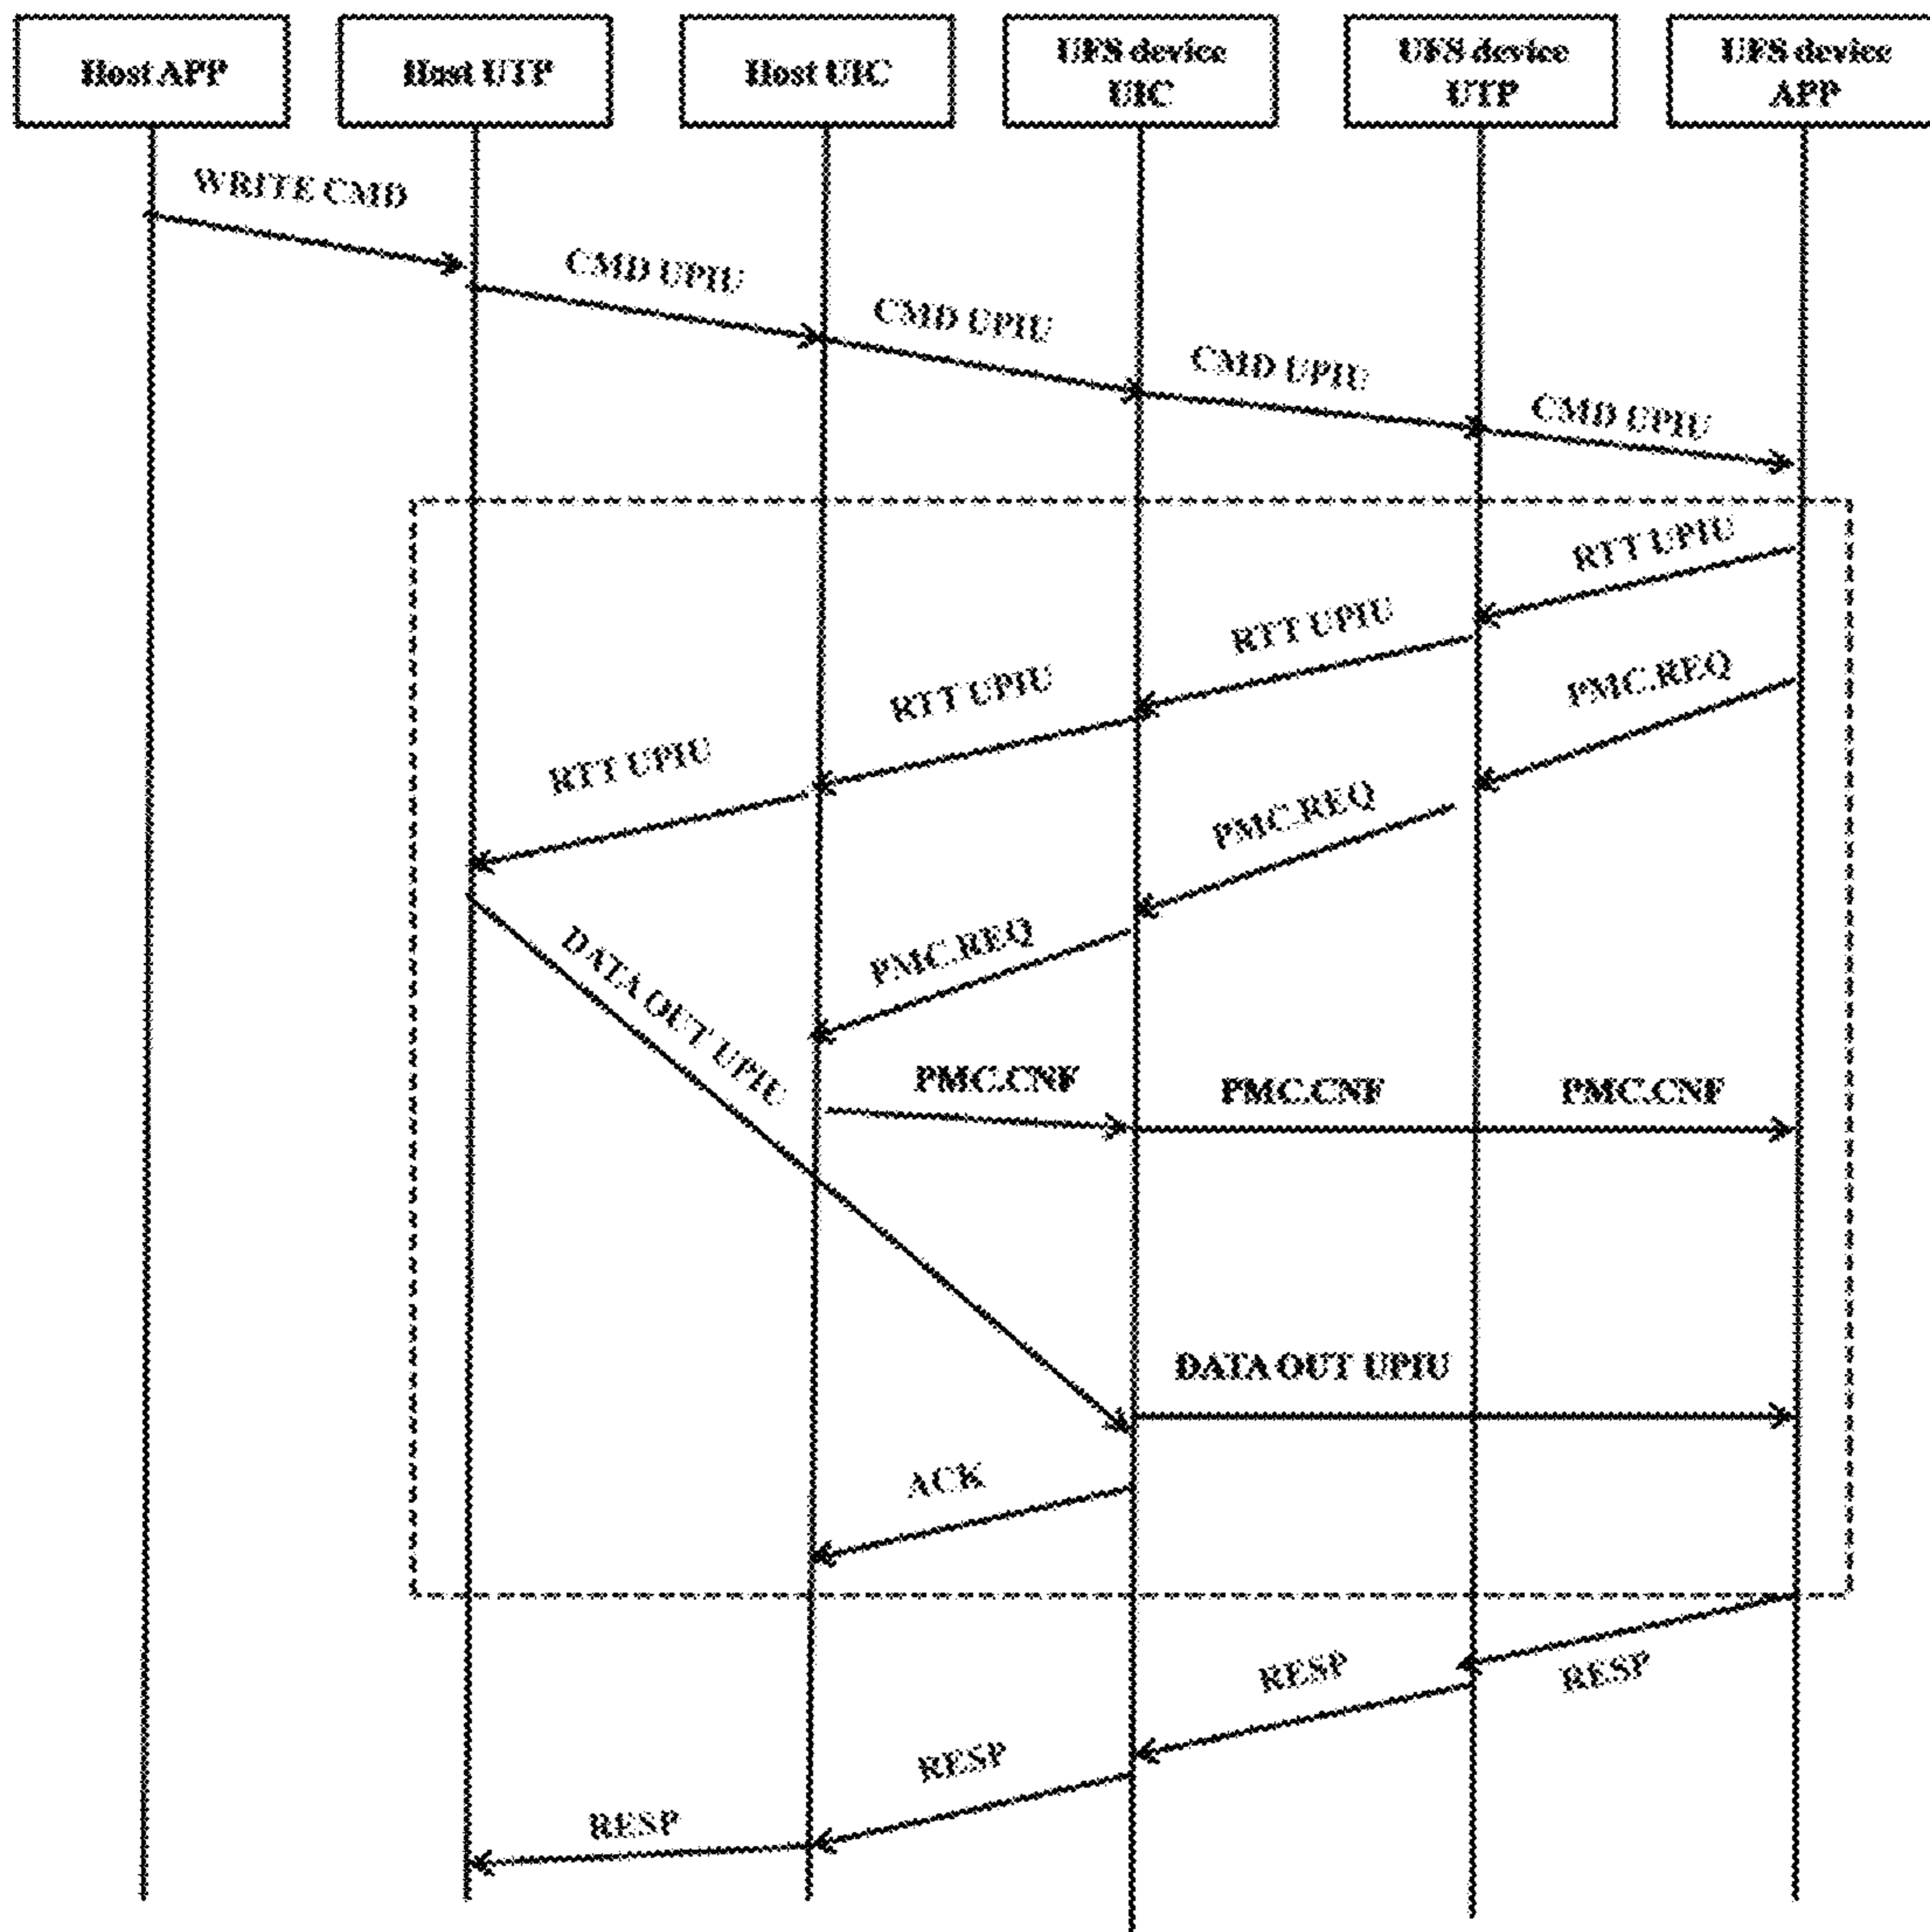 Host APP
Host UTP
Host UIC
UFS device
UIC
UFS device
UTP
UFS device
APP
WRITE CMD
CMD UPIU
CMD UPIU
CMD UPIU
CMD UPIU
RTT UPIU
RTT UPIU
PMC.REQ
RTT UPIU
RTT UPIU
PMC.REQ
DATA OUT UPIU
PMC.REQ
PMC.CNF
PMC.CNF
PMC.CNF
DATA OUT UPIU
ACK
RESP
RESP
RESP
RESP